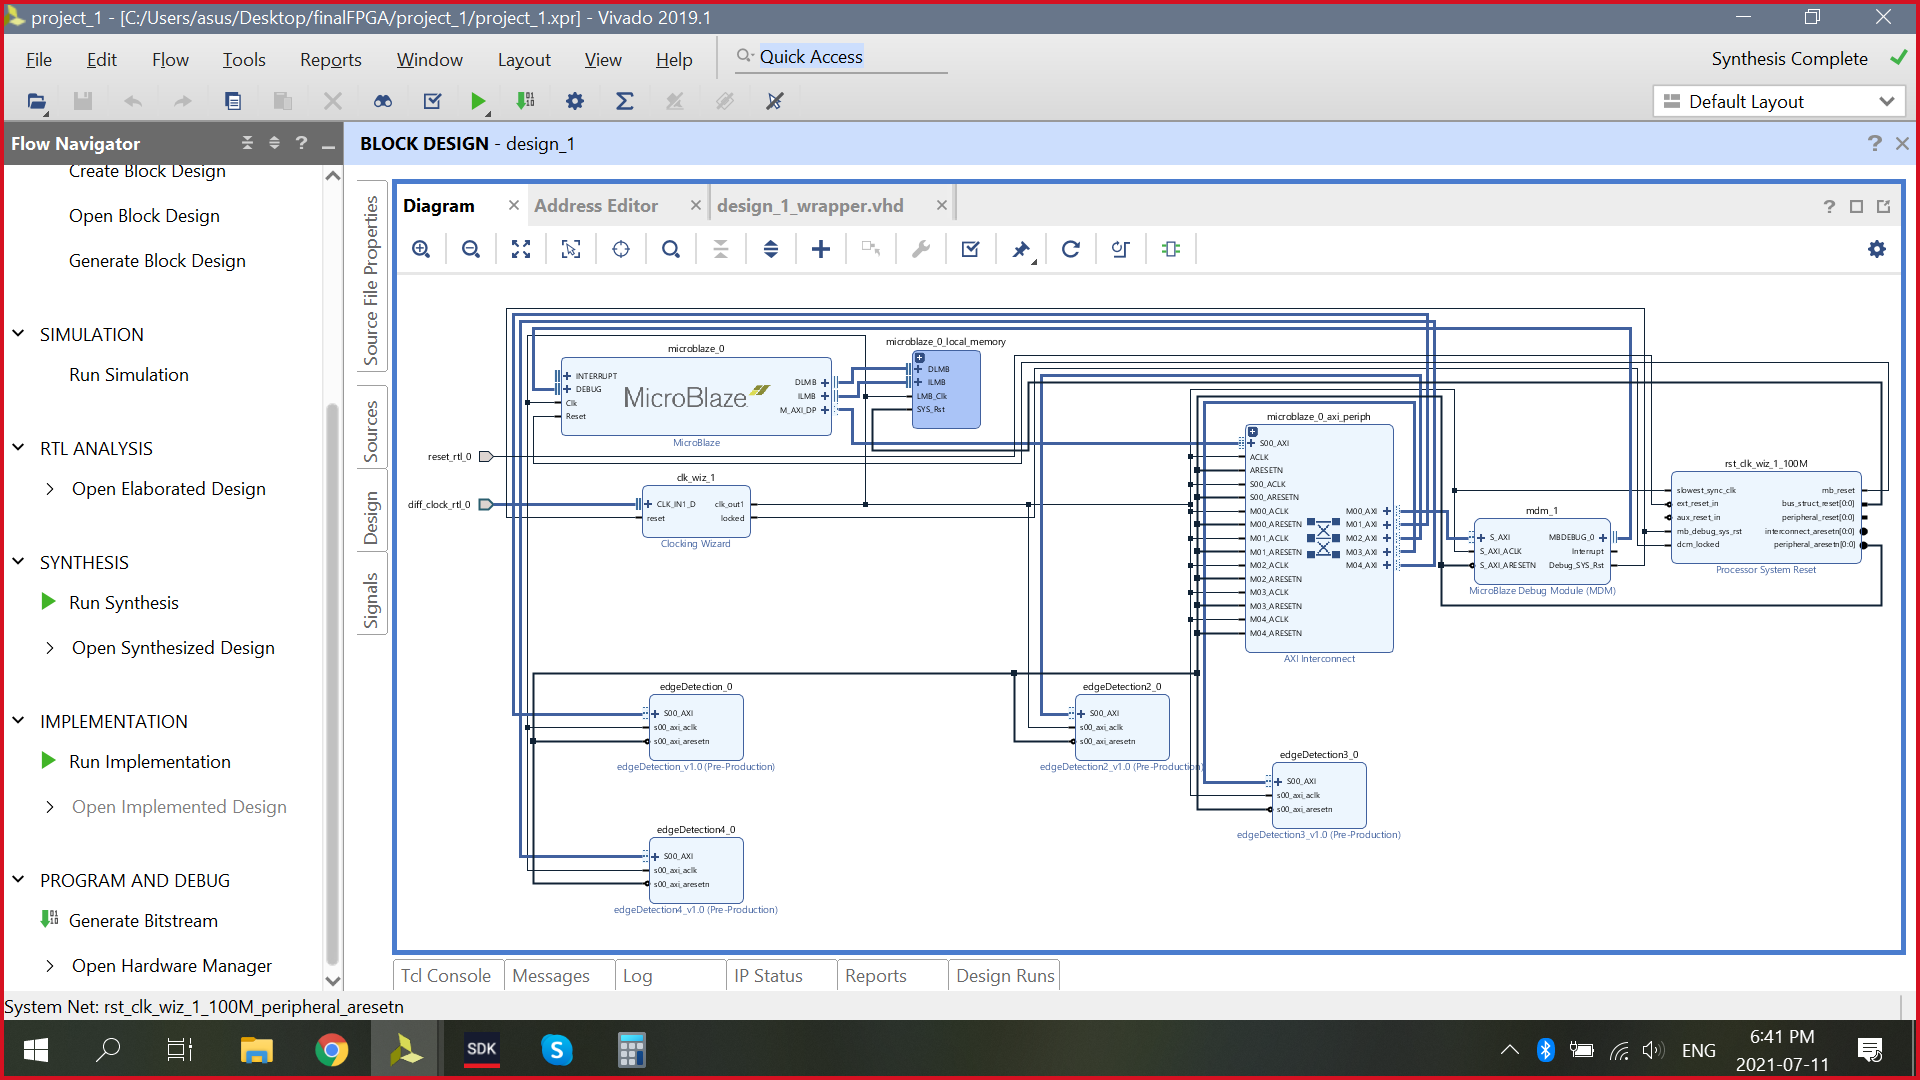 project_1 - [C:/Users/asus/Desktop/finalFPGA/project_1/project_1.xpr] - Vivado 2019.1
File Edit Flow Tools Reports Window Layout View Help Quick Access
Synthesis Complete
Default Layout
Flow Navigator
Create Block Design
Open Block Design
Generate Block Design
SIMULATION
Run Simulation
RTL ANALYSIS
Open Elaborated Design
SYNTHESIS
Run Synthesis
Open Synthesized Design
IMPLEMENTATION
Run Implementation
Open Implemented Design
PROGRAM AND DEBUG
Generate Bitstream
Open Hardware Manager
BLOCK DESIGN - design_1
Source File Properties
Sources
Design
Signals
Diagram
Address Editor
design_1_wrapper.vhd
reset_rtl_0
diff_clock_rtl_0
microblaze_0
INTERRUPT
DEBUG
Clk
Reset
MicroBlaze
DLMB
ILMB
M_AXI_DP
MicroBlaze
microblaze_0_local_memory
DLMB
ILMB
LMB_Clk
SYS_Rst
clk_wiz_1
CLK_IN1_D
reset
clk_out1
locked
Clocking Wizard
microblaze_0_axi_periph
S00_AXI
ACLK
ARESETN
S00_ACLK
S00_ARESETN
M00_ACLK
M00_ARESETN
M01_ACLK
M01_ARESETN
M02_ACLK
M02_ARESETN
M03_ACLK
M03_ARESETN
M04_ACLK
M04_ARESETN
M00_AXI
M01_AXI
M02_AXI
M03_AXI
M04_AXI
AXI Interconnect
mdm_1
S_AXI
S_AXI_ACLK
S_AXI_ARESETN
MBDEBUG_0
Interrupt
Debug_SYS_Rst
MicroBlaze Debug Module (MDM)
rst_clk_wiz_1_100M
slowest_sync_clk
ext_reset_in
aux_reset_in
mb_debug_sys_rst
dcm_locked
mb_reset
bus_struct_reset[0:0]
peripheral_reset[0:0]
interconnect_aresetn[0:0]
peripheral_aresetn[0:0]
Processor System Reset
edgeDetection_0
S00_AXI
s00_axi_aclk
s00_axi_aresetn
edgeDetection_v1.0 (Pre-Production)
edgeDetection2_0
S00_AXI
s00_axi_aclk
s00_axi_aresetn
edgeDetection2_v1.0 (Pre-Production)
edgeDetection3_0
S00_AXI
s00_axi_aclk
s00_axi_aresetn
edgeDetection3_v1.0 (Pre-Production)
edgeDetection4_0
S00_AXI
s00_axi_aclk
s00_axi_aresetn
edgeDetection4_v1.0 (Pre-Production)
Tcl Console Messages Log IP Status Reports Design Runs
System Net: rst_clk_wiz_1_100M_peripheral_aresetn
SDK
ENG
6:41 PM
2021-07-11